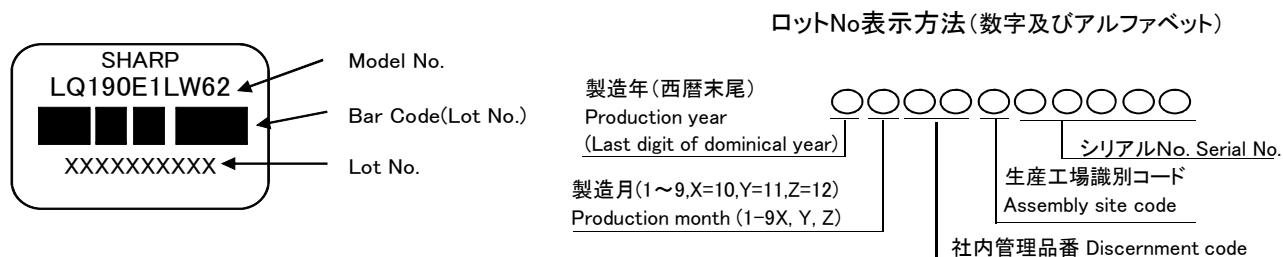 SHARP
LQ190E1LW62
XXXXXXXXXX
Model No.
Bar Code(Lot No.)
Lot No.
ロットNo表示方法(数字及びアルファベット)
製造年(西暦末尾)
Production year
(Last digit of dominical year)
製造月(1~9,X=10,Y=11,Z=12)
Production month (1-9X, Y, Z)
シリアルNo. Serial No.
生産工場識別コード
Assembly site code
社内管理品番 Discernment code